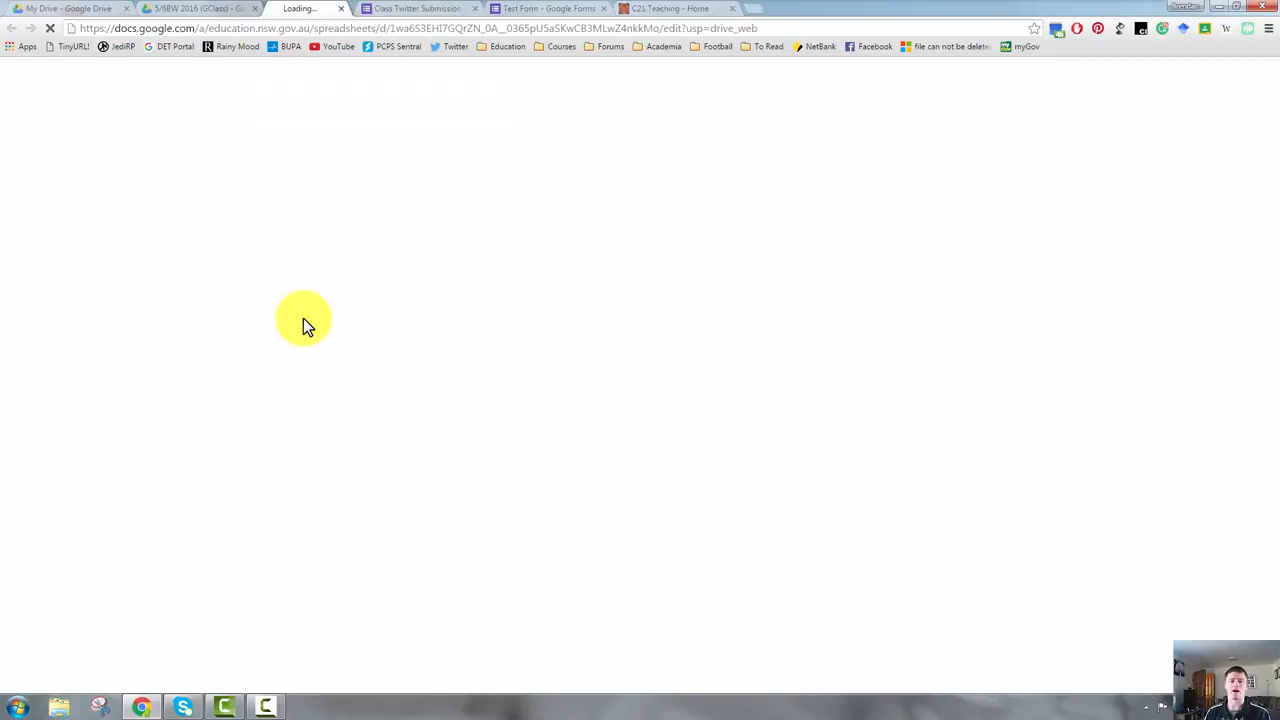 My Drive - Google Drive
5/6BW 2016 (GClass) - Go
Loading...
Class Twitter Submission
Test Form - Google Forms
C21 Teaching - Home
Brendan
https://docs.google.com/a/education.nsw.gov.au/spreadsheets/d/1wa6S3EHI7GQrZN_0A__0365pU5aSKwCB3MLwZ4nkkMo/edit?usp=drive_web
Apps
TinyURL!
JediRP
DET Portal
Rainy Mood
BUPA
YouTube
PCPS Sentral
Twitter
Education
Courses
Forums
Academia
Football
To Read
NetBank
Facebook
file can not be delete
myGov